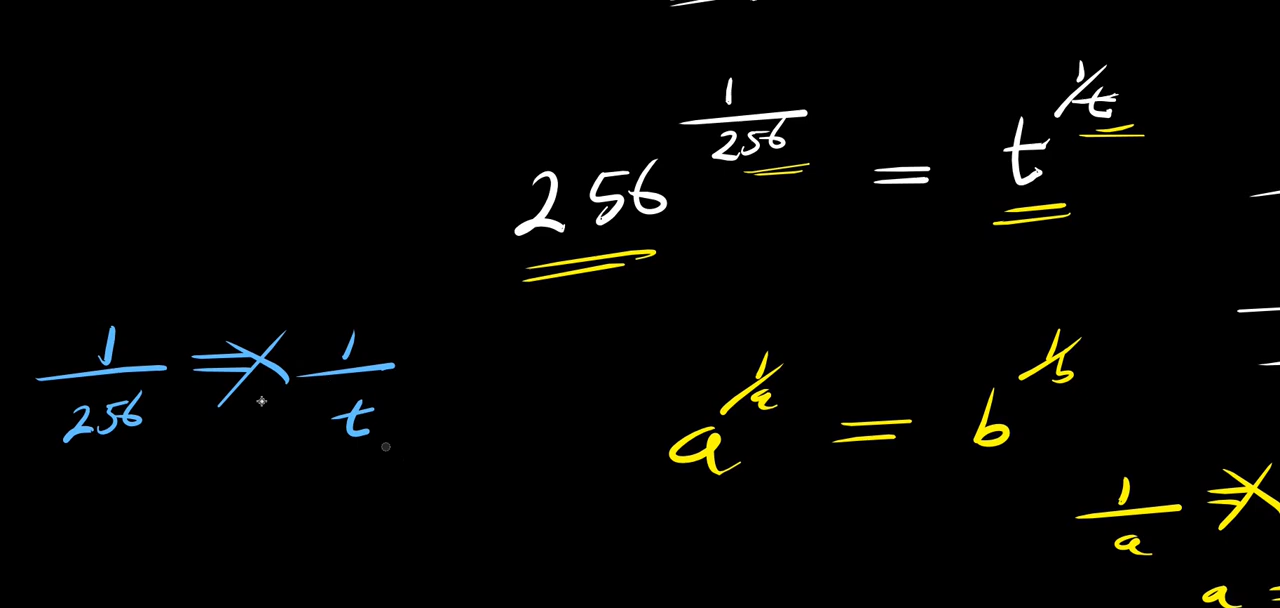 256^{1/256} = t^{1/t}
1/256 ⇒ 1/t
a^{1/a} = b^{1/b}
1/a ⇒
a =